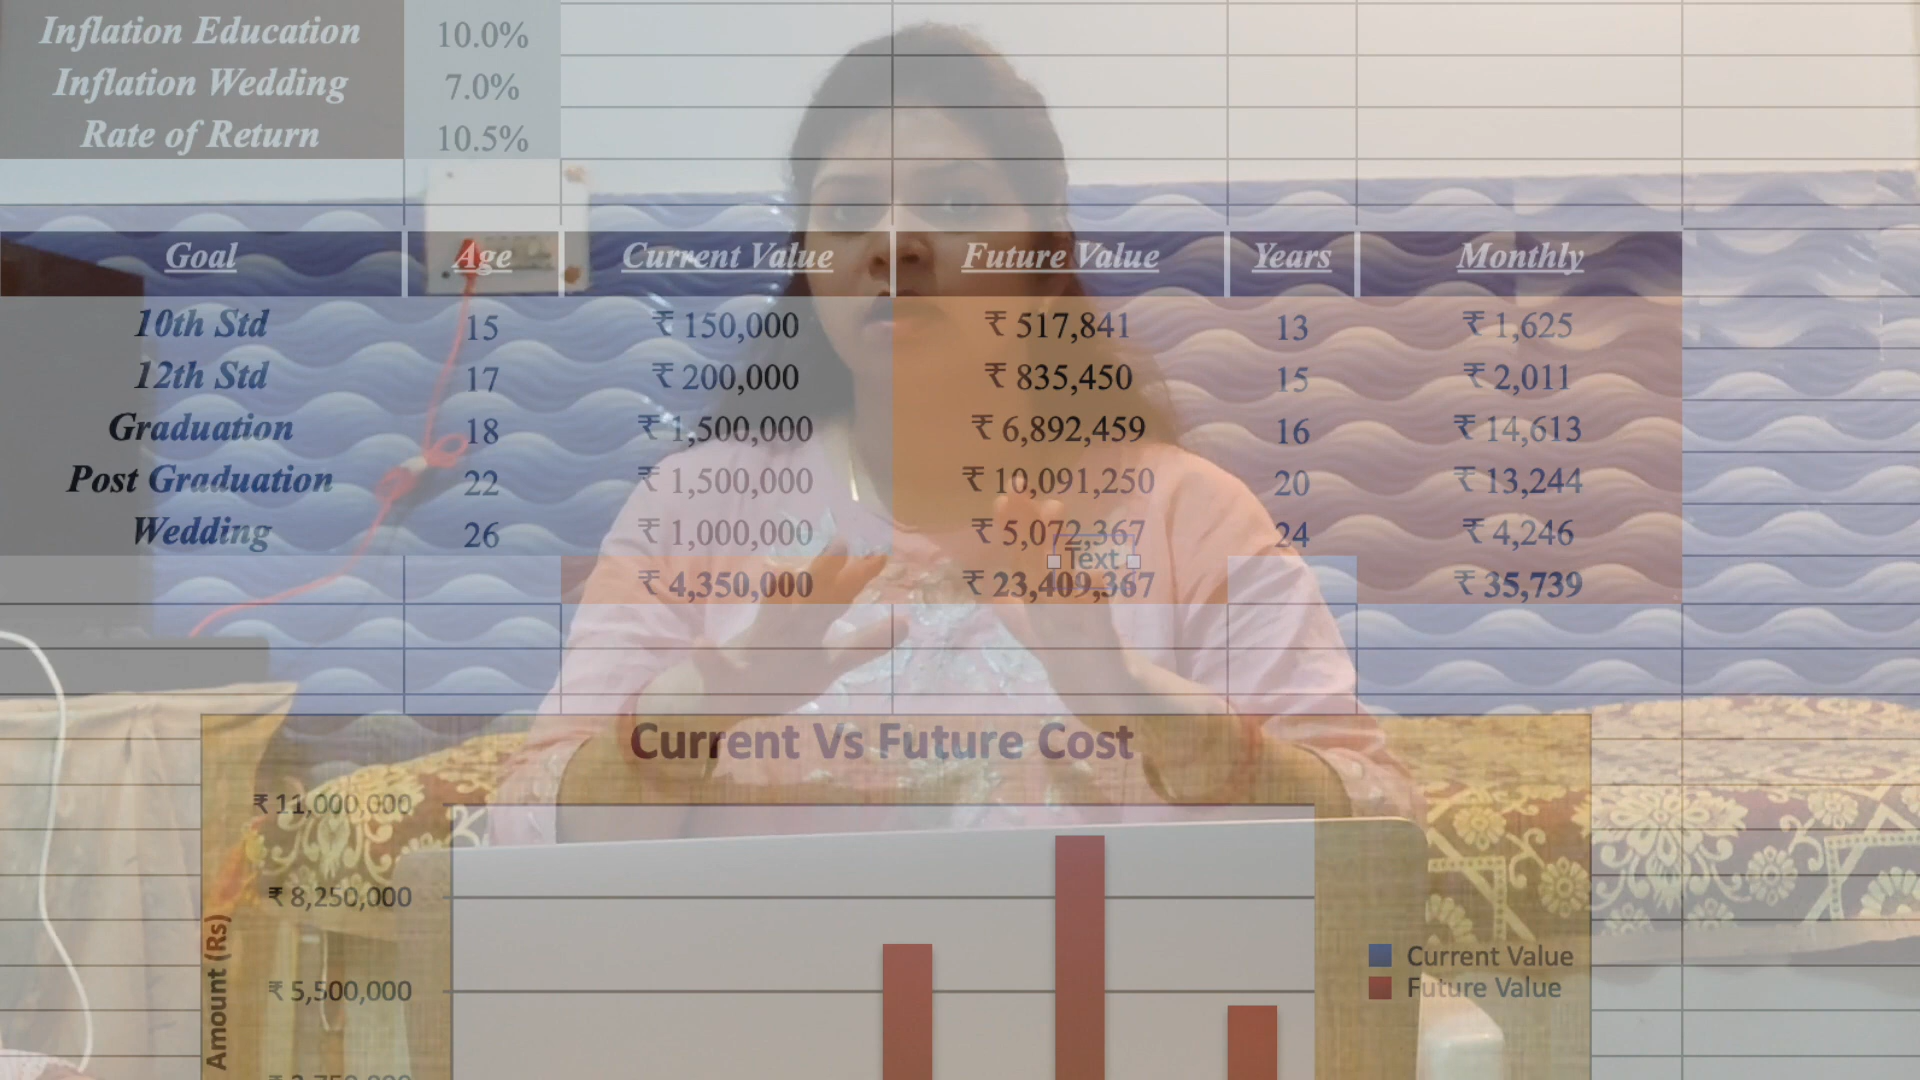 Inflation Education 10.0%
Inflation Wedding 7.0%
Rate of Return 10.5%
Goal Age Current Value Future Value Years Monthly
10th Std 15 ₹ 150,000 ₹ 517,841 13 ₹ 1,625
12th Std 17 ₹ 200,000 ₹ 835,450 15 ₹ 2,011
Graduation 18 ₹ 1,500,000 ₹ 6,892,459 16 ₹ 14,613
Post Graduation 22 ₹ 1,500,000 ₹ 10,091,250 20 ₹ 13,244
Wedding 26 ₹ 1,000,000 ₹ 5,072,367 24 ₹ 4,246
Text
₹ 4,350,000 ₹ 23,409,367 ₹ 35,739
Current Vs Future Cost
₹ 11,000,000
₹ 8,250,000
₹ 5,500,000
Amount (Rs)
Current Value
Future Value